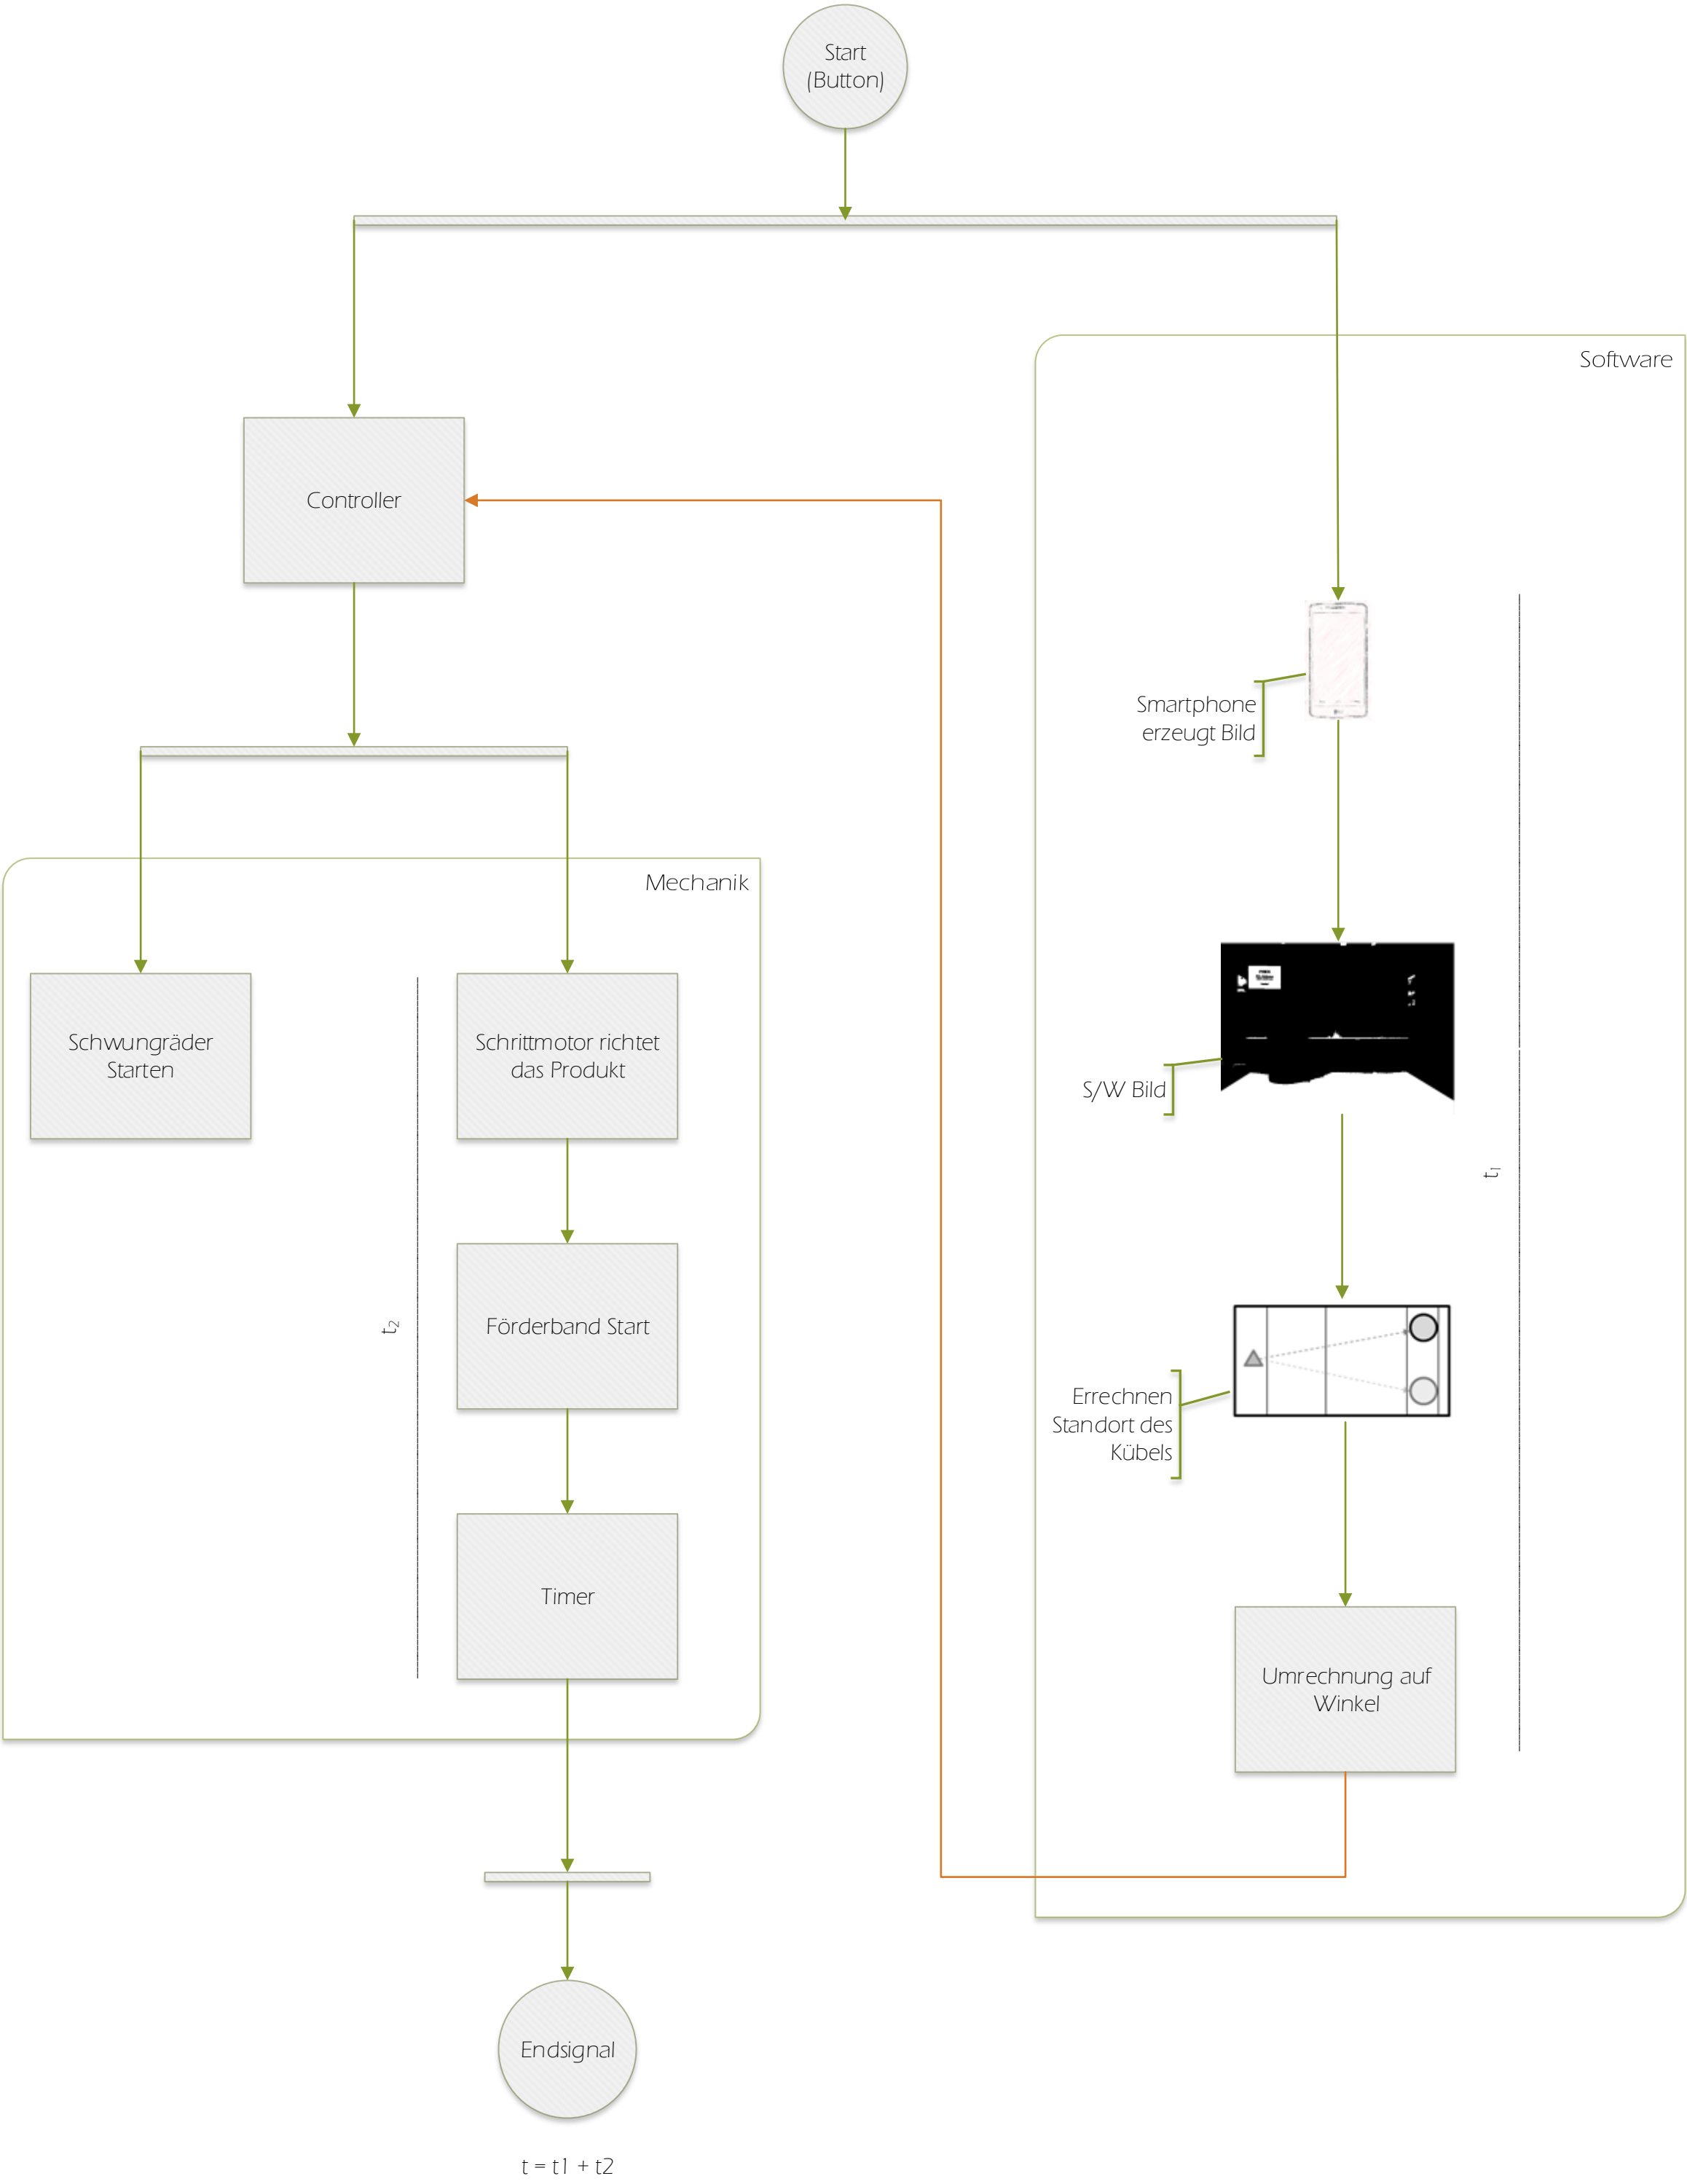 Start
(Button)
Software
Controller
Smartphone
erzeugt Bild
Mechanik
Schwungräder
Starten
Schrittmotor richtet
das Produkt
S/W Bild
t1
Förderband Start
t2
Errechnen
Standort des
Kübels
Timer
Umrechnung auf
Winkel
Endsignal
t = t1 + t2